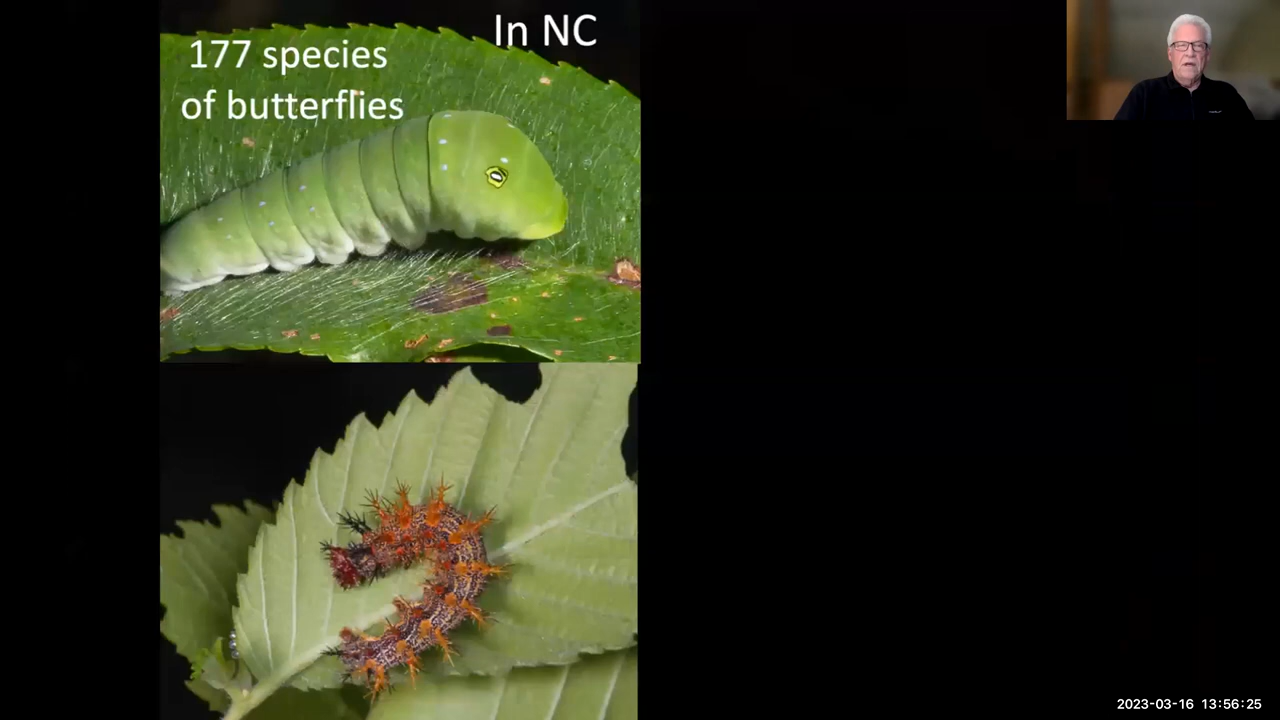 In NC
177 species
of butterflies
2023-03-16 13:56:25